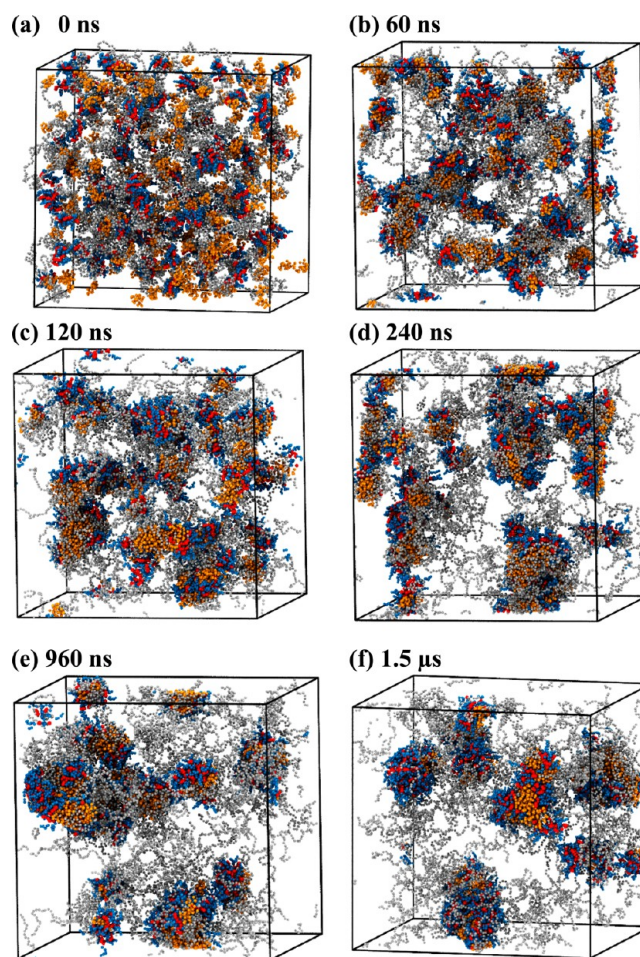 (a) 0 ns
(b) 60 ns
(c) 120 ns
(d) 240 ns
(e) 960 ns
(f) 1.5 μs